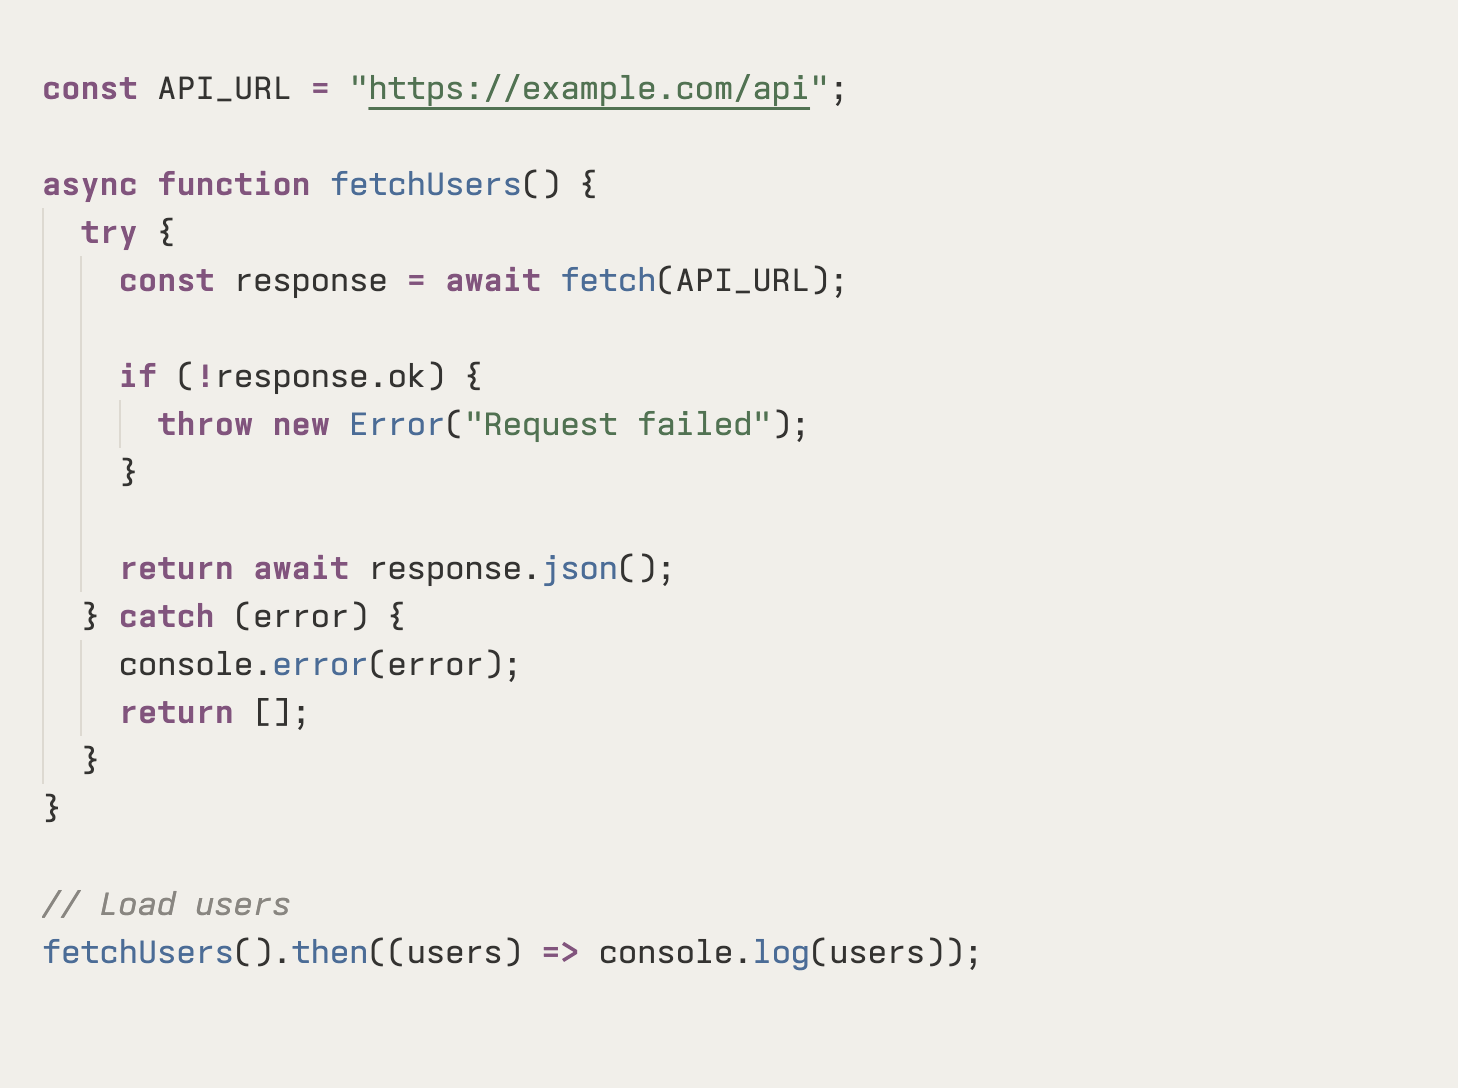 const API_URL = "https://example.com/api";

async function fetchUsers() {
  try {
    const response = await fetch(API_URL);

    if (!response.ok) {
      throw new Error("Request failed");
    }

    return await response.json();
  } catch (error) {
    console.error(error);
    return [];
  }
}

// Load users
fetchUsers().then((users) => console.log(users));